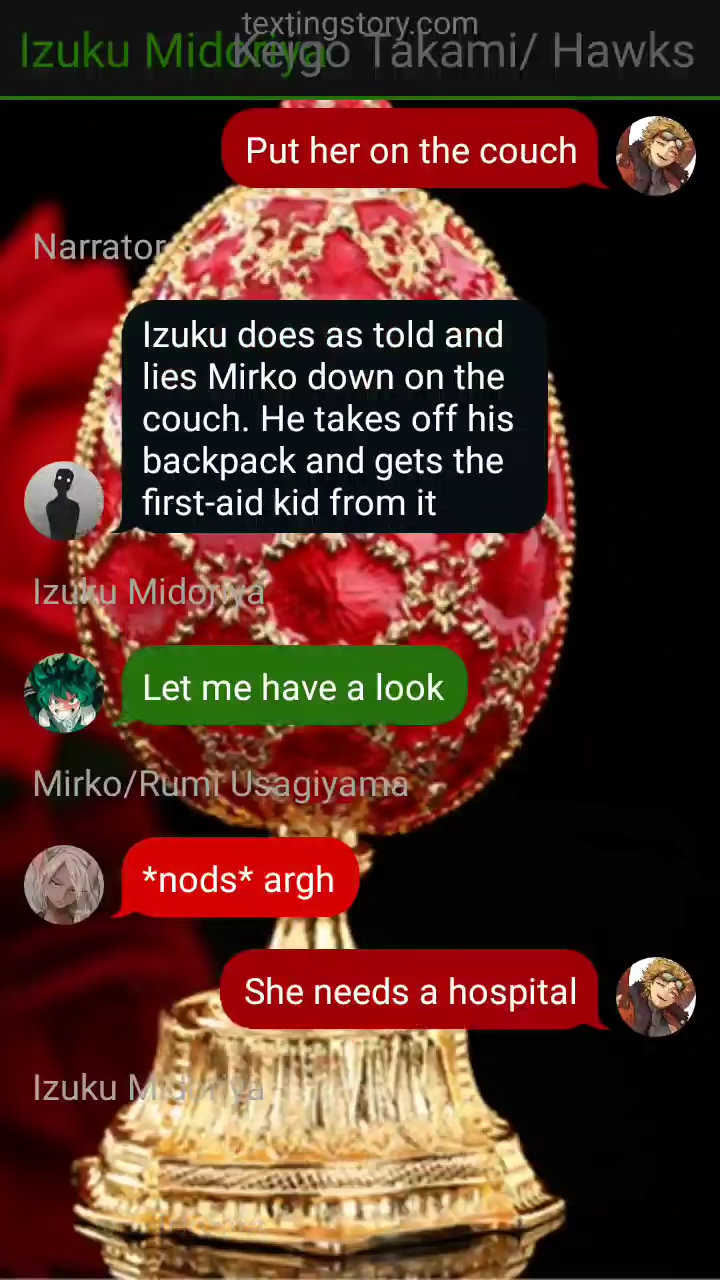 textingstory.com
Izuku Midoriya
Keigo Takami/ Hawks
Put her on the couch
Narrator
Izuku does as told and
lies Mirko down on the
couch. He takes off his
backpack and gets the
first-aid kid from it
Izuku Midoriya
Let me have a look
Mirko/Rumi Usagiyama
*nods* argh
She needs a hospital
Izuku Midoriya